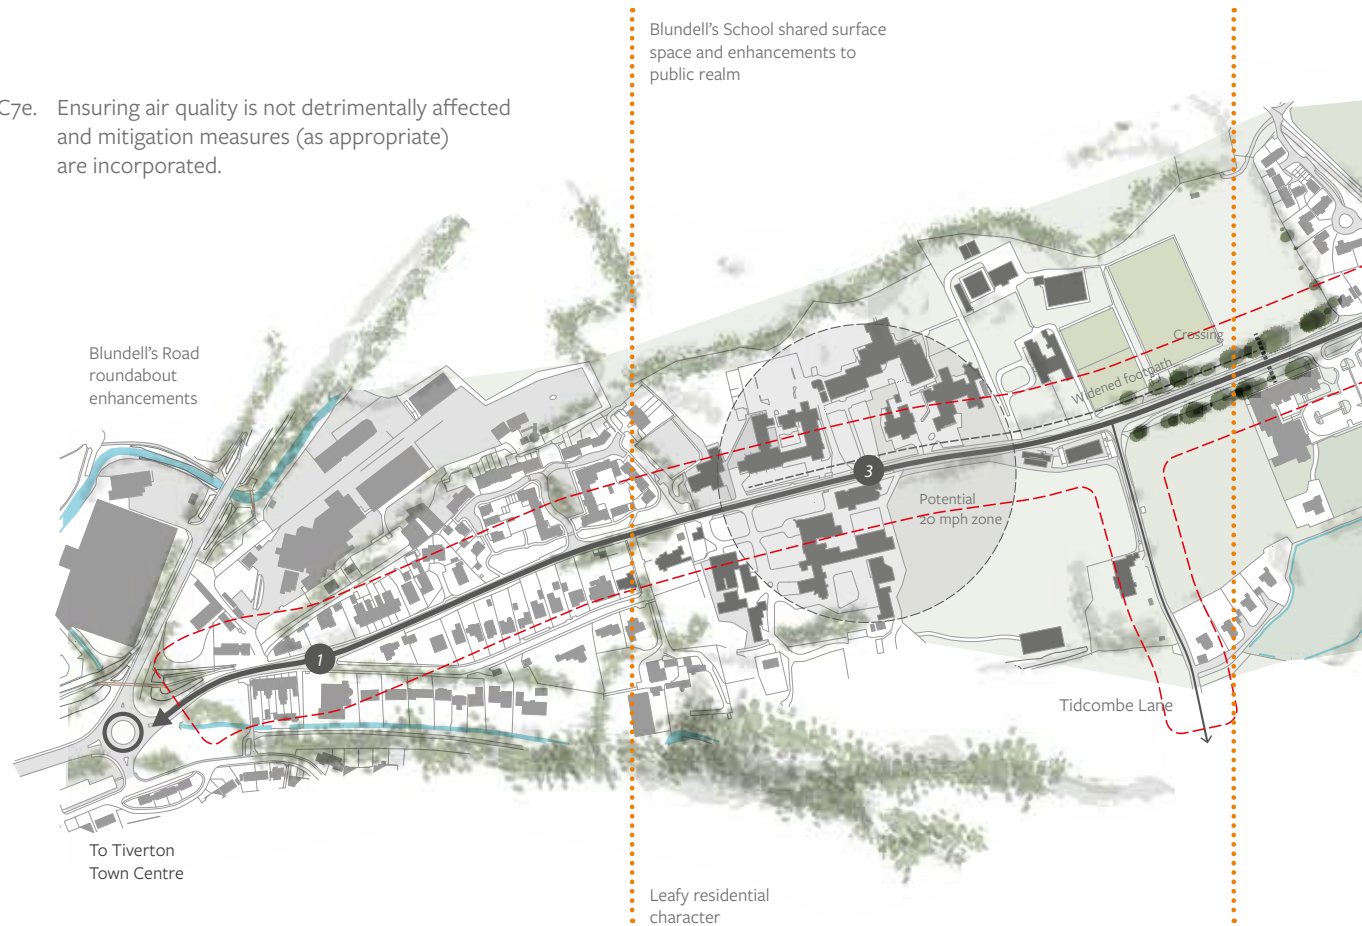 Blundell's School shared surface
space and enhancements to
public realm
C7e. Ensuring air quality is not detrimentally affected
and mitigation measures (as appropriate)
are incorporated.
Blundell's Road
roundabout
enhancements
Crossing
Widened footpath
3
Potential
20 mph zone
1
Tidcombe Lane
To Tiverton
Town Centre
Leafy residential
character